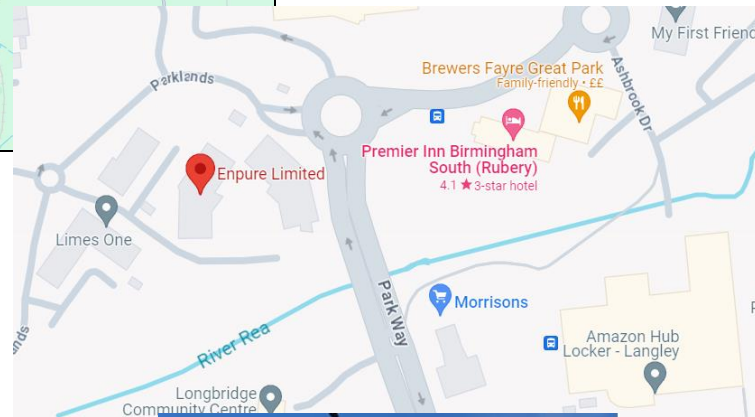 My First Friend
Brewers Fayre Great Park
Family-friendly • ££
Parklands
Ashbrook Dr
Premier Inn Birmingham
South (Rubery)
4.1 ★ 3-star hotel
Enpure Limited
Limes One
Park Way
Morrisons
River Rea
Amazon Hub
Locker - Langley
Longbridge
Community Centre